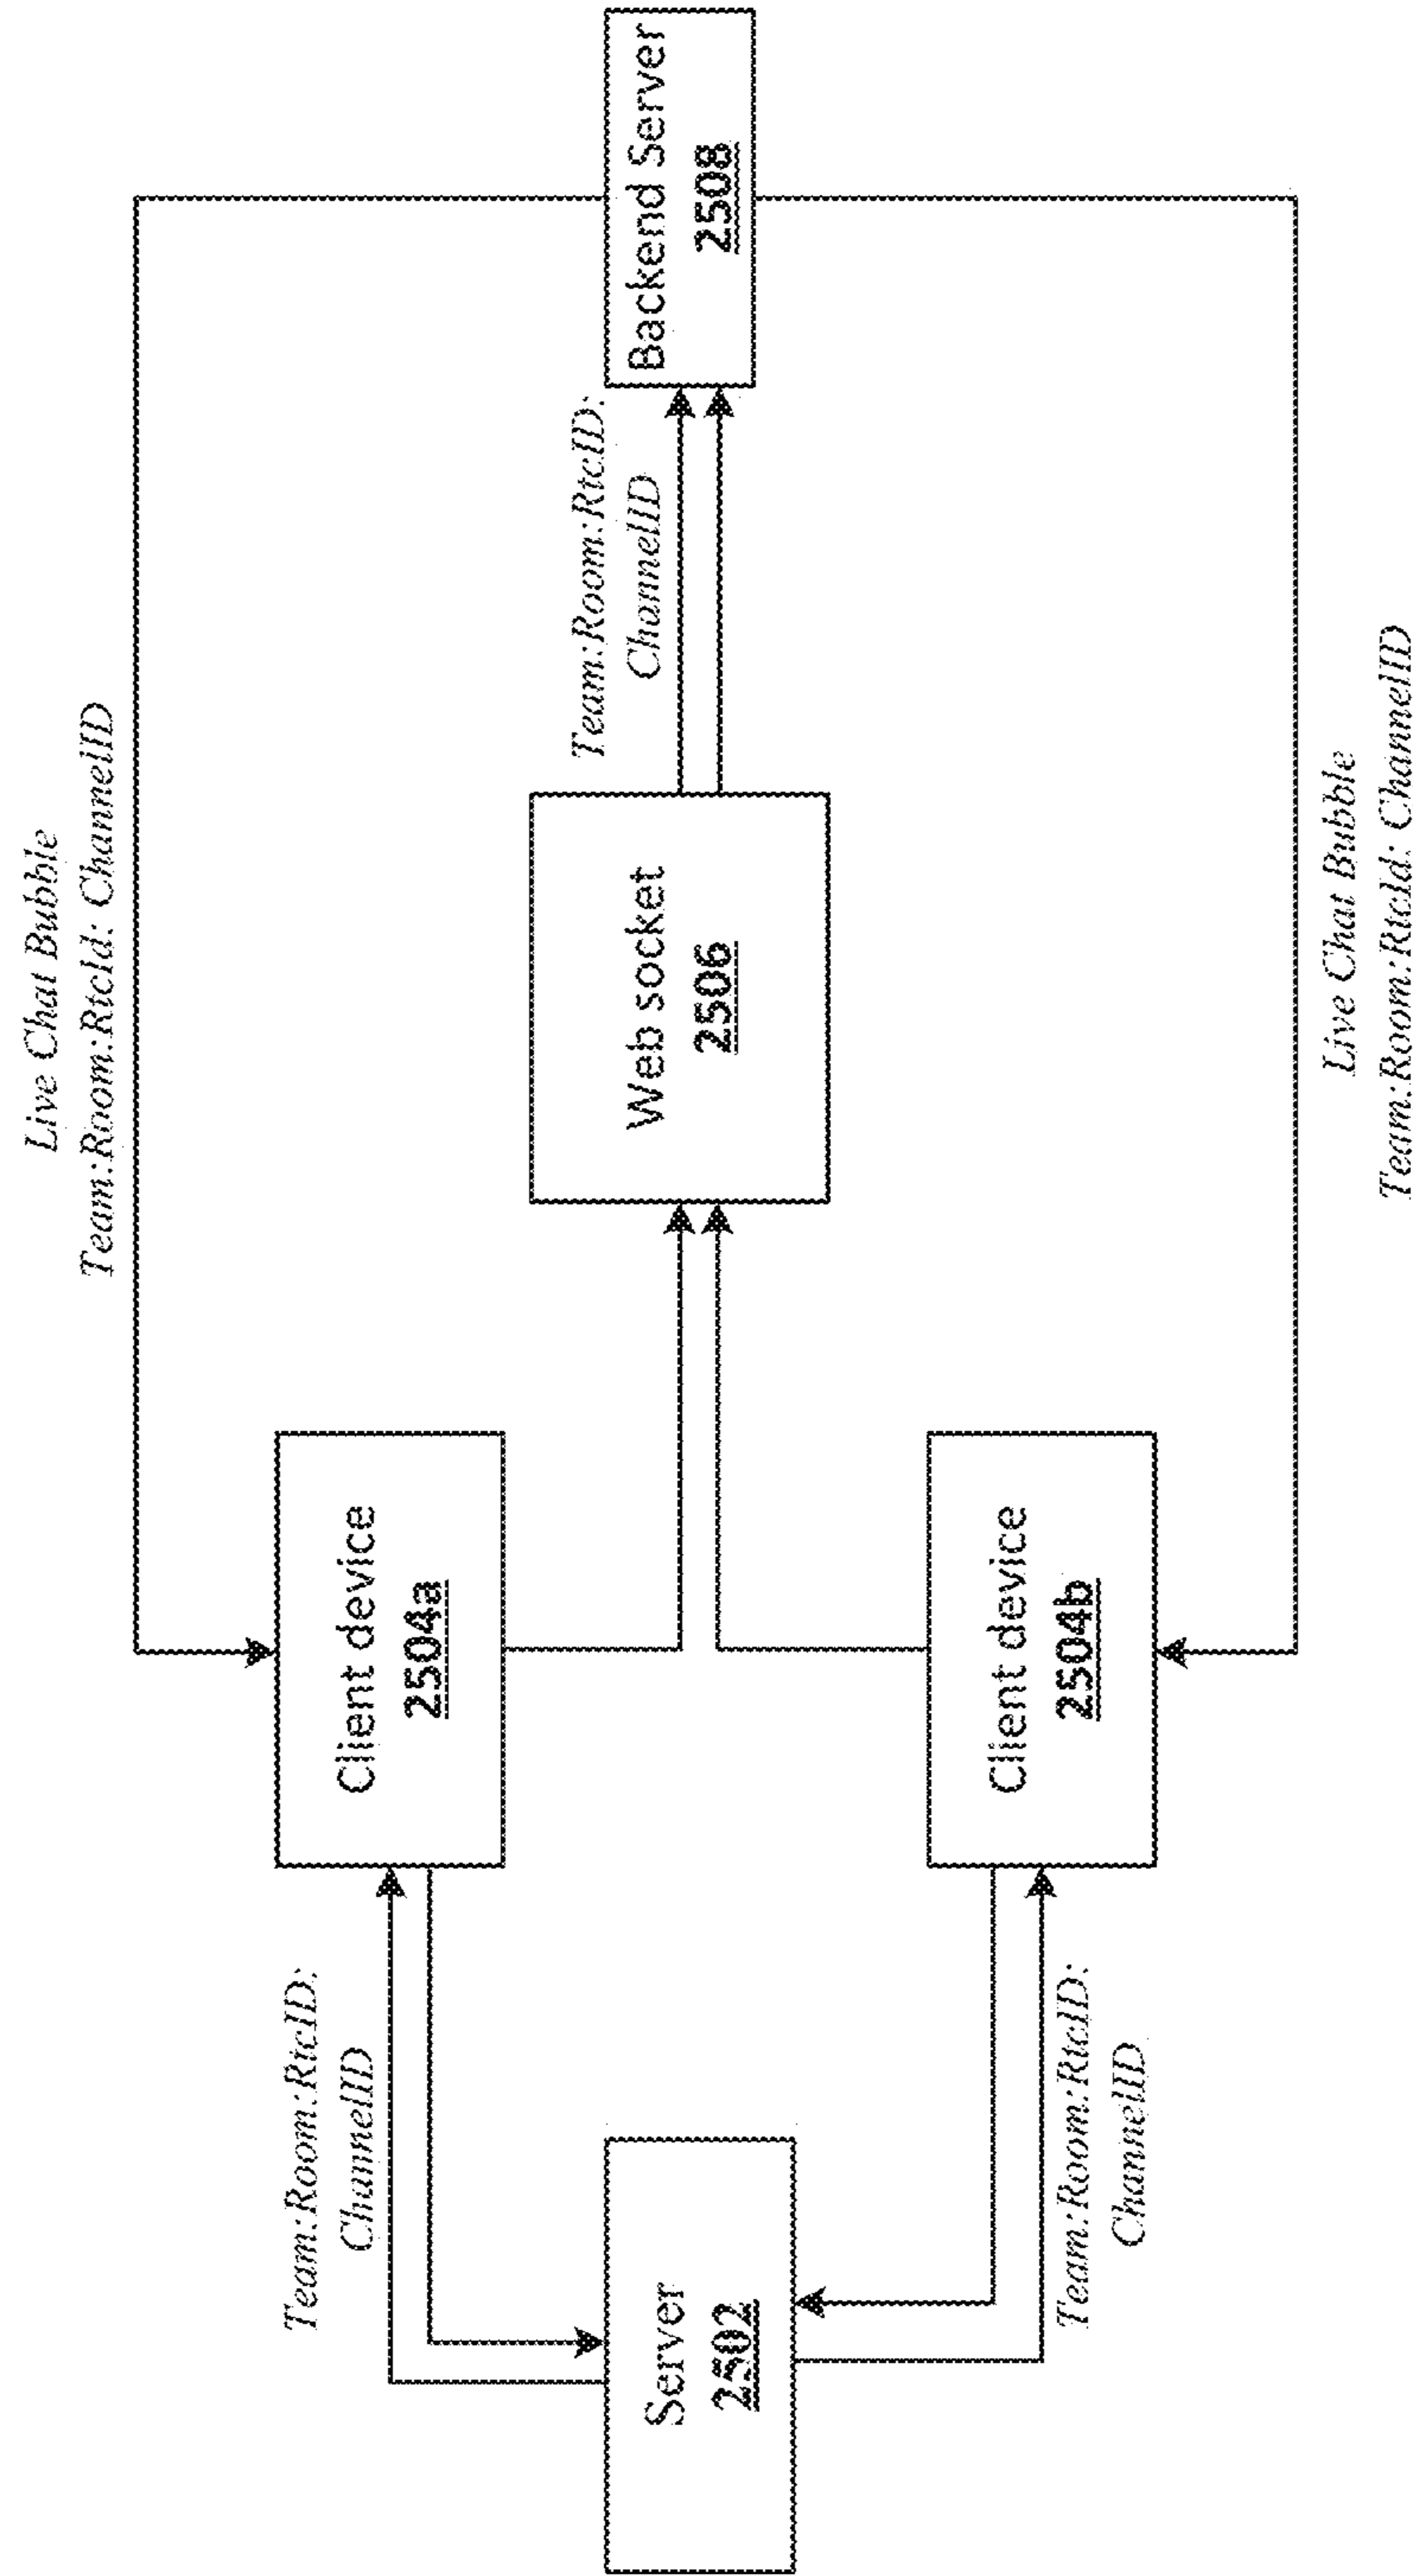 Live Chat Bubble
Team:Room:RtcId: ChannelID
Team:Room:RtcID:
ChannelID
Client device
2504a
Team:Room:RtcID:
ChannelID
Server
2502
Web socket
2506
Backend Server
2508
Client device
2504b
Team:Room:RtcID:
ChannelID
Live Chat Bubble
Team:Room:RtcId: ChannelID